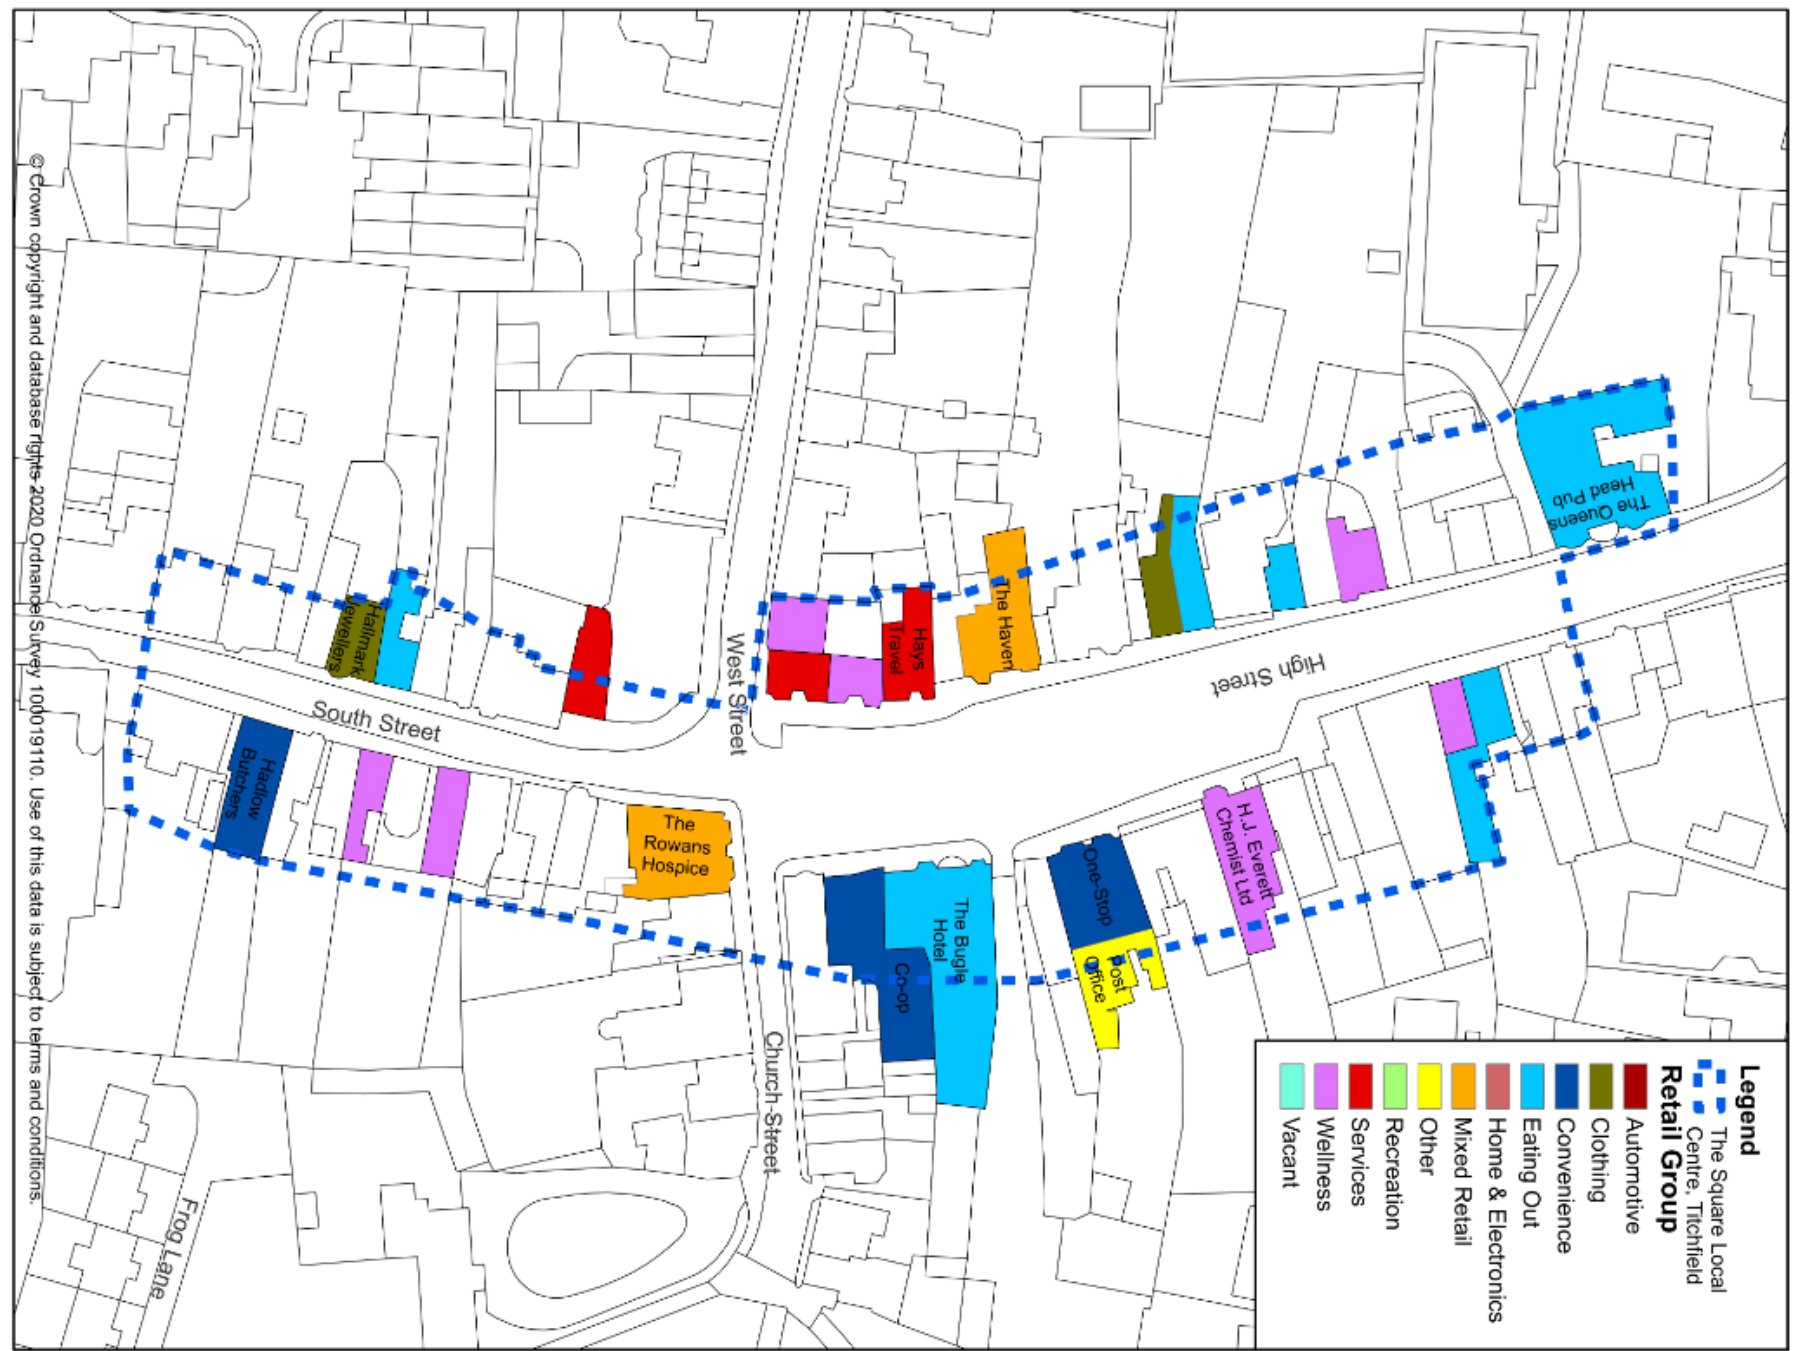 Legend
The Square Local
Centre, Titchfield
Retail Group
Automotive
Clothing
Convenience
Eating Out
Home & Electronics
Mixed Retail
Other
Recreation
Services
Wellness
Vacant
The Queens
Head Pub
High Street
The Haven
Hays
Travel
West Street
Hallmark
Jewellers
South Street
Hadlow
Butchers
The
Rowans
Hospice
The Bugle
Hotel
Co-op
One-Stop
Post
Office
H.J. Everett
Chemist Ltd
Church Street
Frog Lane
© Crown copyright and database rights 2020 Ordnance Survey 100019110. Use of this data is subject to terms and conditions.